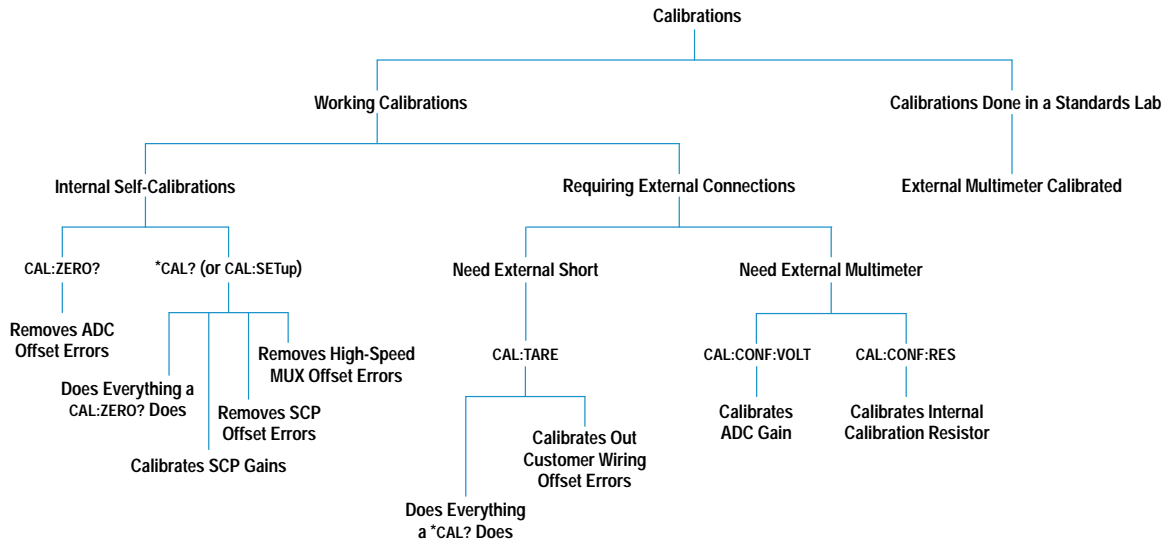 Calibrations
Working Calibrations
Calibrations Done in a Standards Lab
Internal Self-Calibrations
Requiring External Connections
External Multimeter Calibrated
CAL:ZERO?
*CAL? (or CAL:SETup)
Need External Short
Need External Multimeter
Removes ADC
Offset Errors
Does Everything a
CAL:ZERO? Does
Calibrates SCP Gains
Removes SCP
Offset Errors
Removes High-Speed
MUX Offset Errors
CAL:TARE
CAL:CONF:VOLT
CAL:CONF:RES
Does Everything
a *CAL? Does
Calibrates Out
Customer Wiring
Offset Errors
Calibrates
ADC Gain
Calibrates Internal
Calibration Resistor